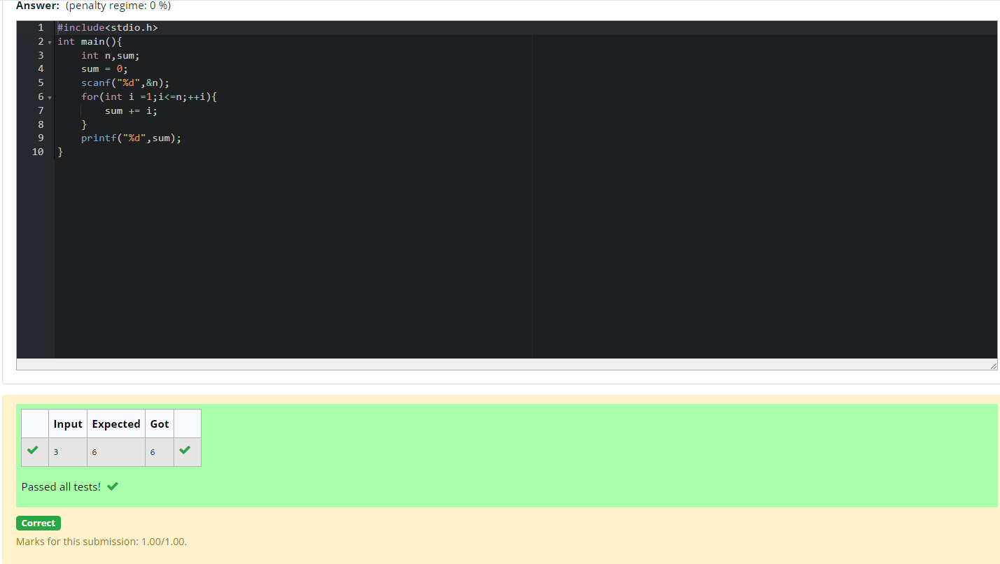 Answer: (penalty regime: 0 %)
1 #include<stdio.h>
2 int main(){
3 int n,sum;
4 sum = 0;
5 scanf("%d",&n);
6 for(int i =1;i<=n;++i){
7 sum += i;
8 }
9 printf("%d",sum);
10 }
Input Expected Got
3 6 6
Passed all tests!
Correct
Marks for this submission: 1.00/1.00.